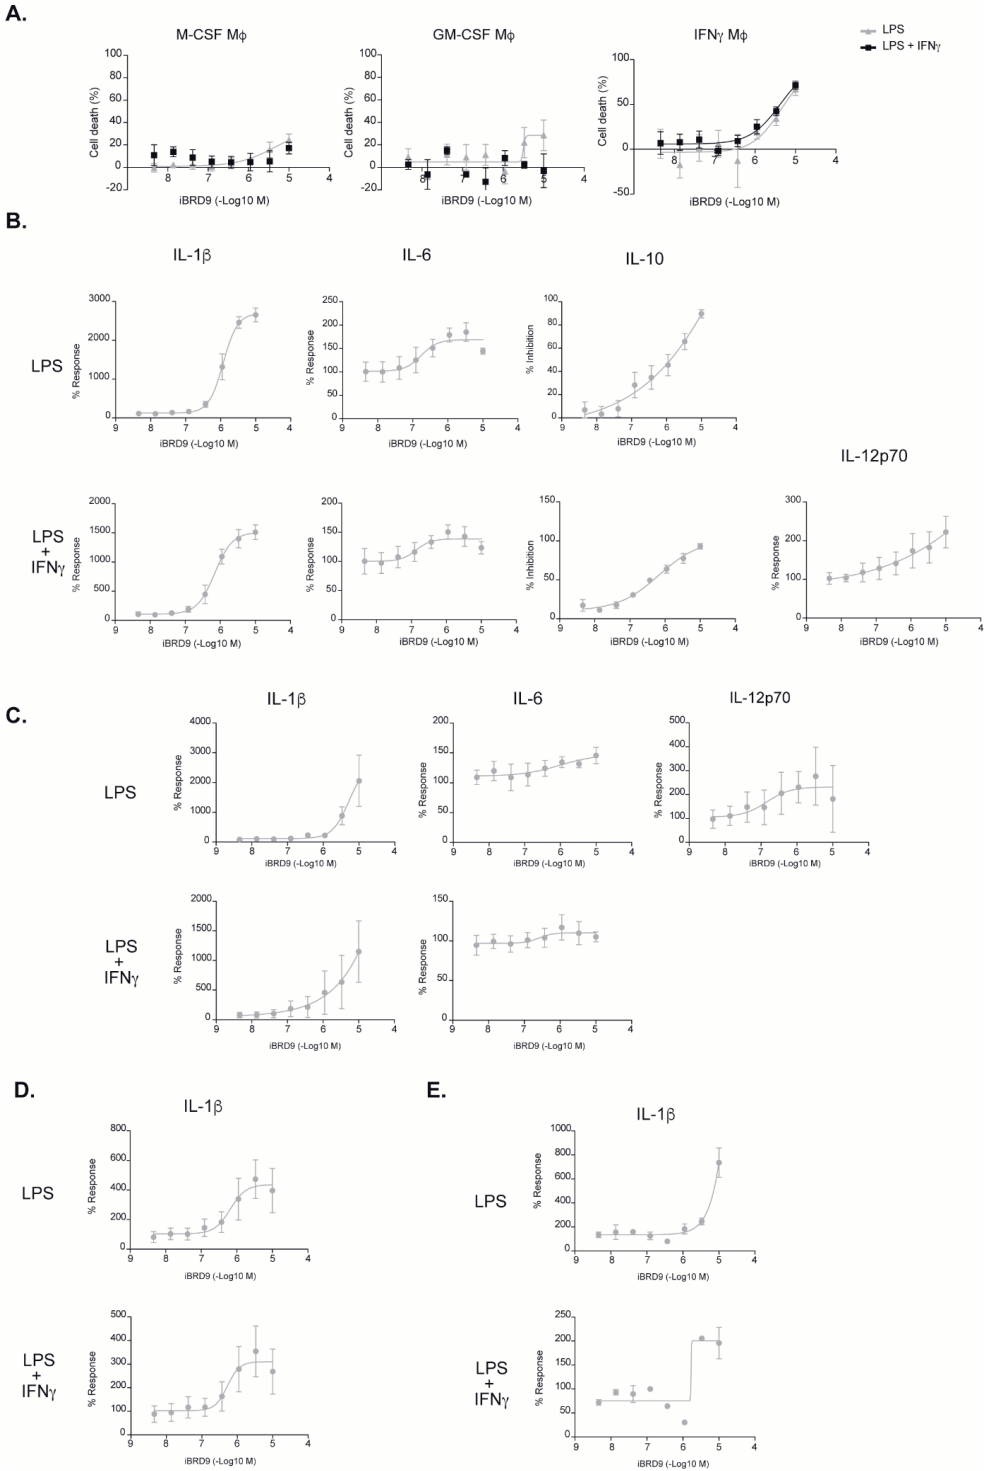 A.
M-CSF Mϕ
GM-CSF Mϕ
IFNγ Mϕ
LPS
LPS + IFNγ
Cell death (%)
100
80
60
40
20
0
-20
8
7
6
5
4
iBRD9 (-Log10 M)
Cell death (%)
100
80
60
40
20
0
-20
8
7
6
5
4
iBRD9 (-Log10 M)
Cell death (%)
100
50
0
-50
8
7
6
5
4
iBRD9 (-Log10 M)
B.
IL-1β
IL-6
IL-10
LPS
% Response
3000
2000
1000
0
9 8 7 6 5 4
iBRD9 (-Log10 M)
% Response
250
200
150
100
50
0
9 8 7 6 5 4
iBRD9 (-Log10 M)
% Inhibition
100
80
60
40
20
0
9 8 7 6 5 4
iBRD9 (-Log10 M)
IL-12p70
LPS
+
IFNγ
% Response
2000
1500
1000
500
0
9 8 7 6 5 4
iBRD9 (-Log10 M)
% Response
200
150
100
50
0
9 8 7 6 5 4
iBRD9 (-Log10 M)
% Inhibition
150
100
50
0
9 8 7 6 5 4
iBRD9 (-Log10 M)
% Response
300
200
100
0
9 8 7 6 5 4
iBRD9 (-Log10 M)
C.
IL-1β
IL-6
IL-12p70
LPS
% Response
4000
3000
2000
1000
0
9 8 7 6 5 4
iBRD9 (-Log10 M)
% Response
200
150
100
50
0
9 8 7 6 5 4
iBRD9 (-Log10 M)
% Response
500
400
300
200
100
0
9 8 7 6 5 4
iBRD9 (-Log10 M)
LPS
+
IFNγ
% Response
2000
1500
1000
500
0
9 8 7 6 5 4
iBRD9 (-Log10 M)
% Response
150
100
50
0
9 8 7 6 5 4
iBRD9 (-Log10 M)
D.
IL-1β
LPS
% Response
800
600
400
200
0
9 8 7 6 5 4
iBRD9 (-Log10 M)
LPS
+
IFNγ
% Response
500
400
300
200
100
0
9 8 7 6 5 4
iBRD9 (-Log10 M)
E.
IL-1β
LPS
% Response
1000
800
600
400
200
0
9 8 7 6 5 4
iBRD9 (-Log10 M)
LPS
+
IFNγ
% Response
250
200
150
100
50
0
9 8 7 6 5 4
iBRD9 (-Log10 M)